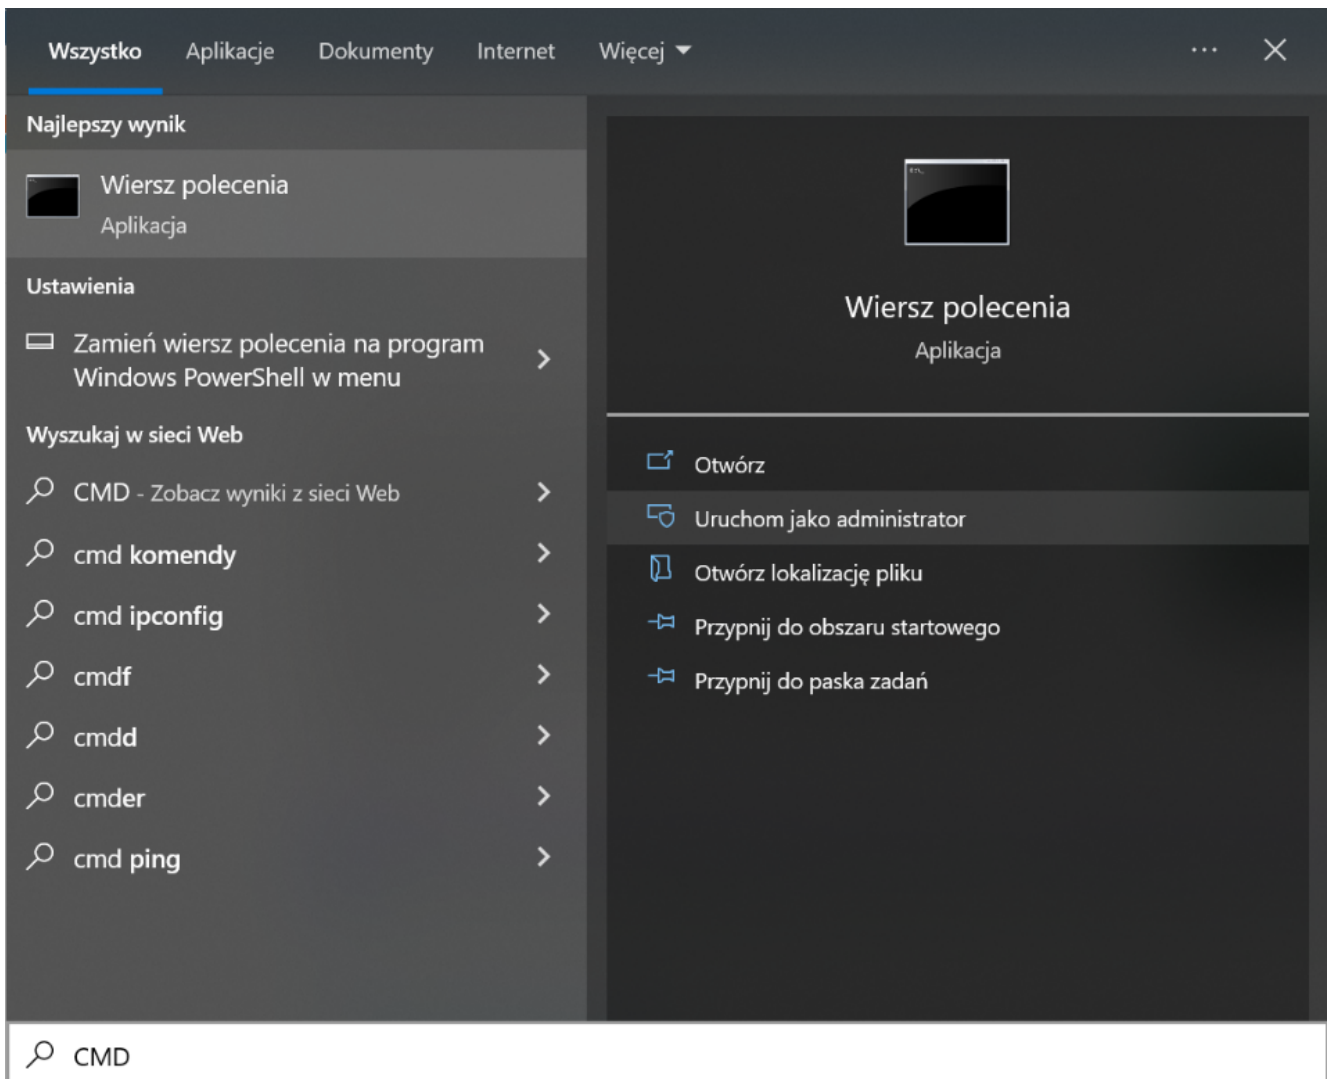 Wszystko Aplikacje Dokumenty Internet Więcej
Najlepszy wynik
Wiersz polecenia
Aplikacja
Ustawienia
Zamień wiersz polecenia na program
Windows PowerShell w menu
Wyszukaj w sieci Web
CMD - Zobacz wyniki z sieci Web
cmd komendy
cmd ipconfig
cmdf
cmdd
cmder
cmd ping
Wiersz polecenia
Aplikacja
Otwórz
Uruchom jako administrator
Otwórz lokalizację pliku
Przypnij do obszaru startowego
Przypnij do paska zadań
CMD